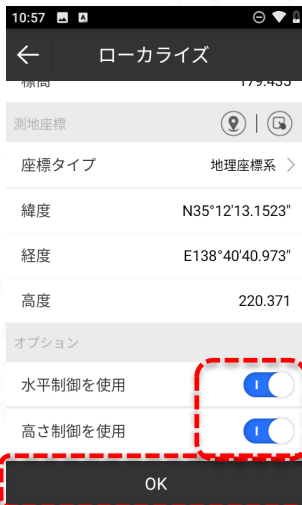 10:57
ローカライズ
標高 179.435
測地座標
座標タイプ 地理座標系
緯度 N35°12'13.1523"
経度 E138°40'40.973"
高度 220.371
オプション
水平制御を使用
高さ制御を使用
OK